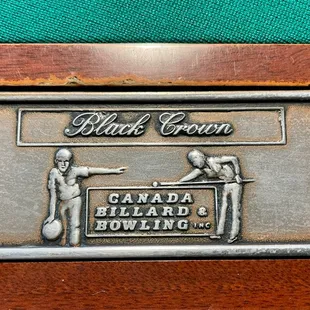 Black Crown
CANADA
BILLARD &
BOWLING INC